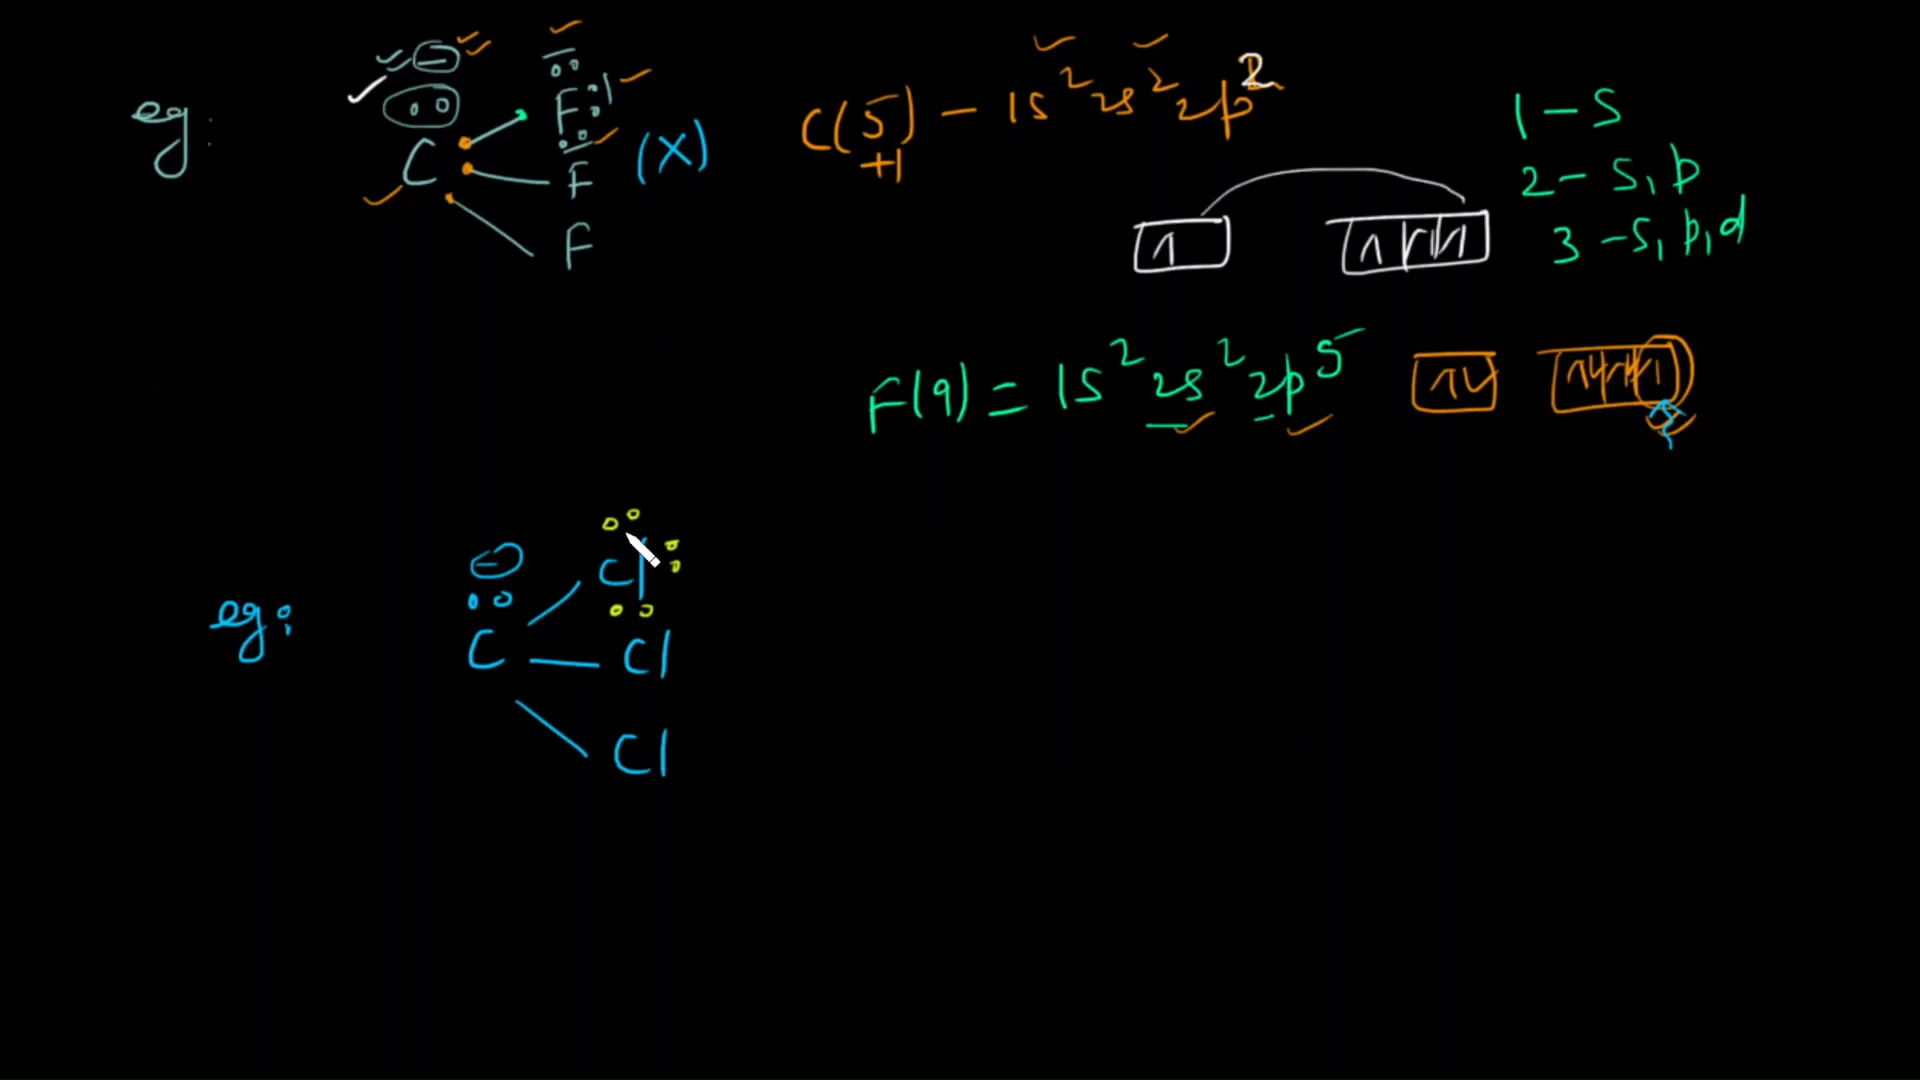 eg:
C F F F (X)
C(5) - 1s² 2s² 2p²
+1
1 - s
2 - s, p
3 - s, p, d
F(9) = 1s² 2s² 2p⁵
eg:
C Cl Cl Cl